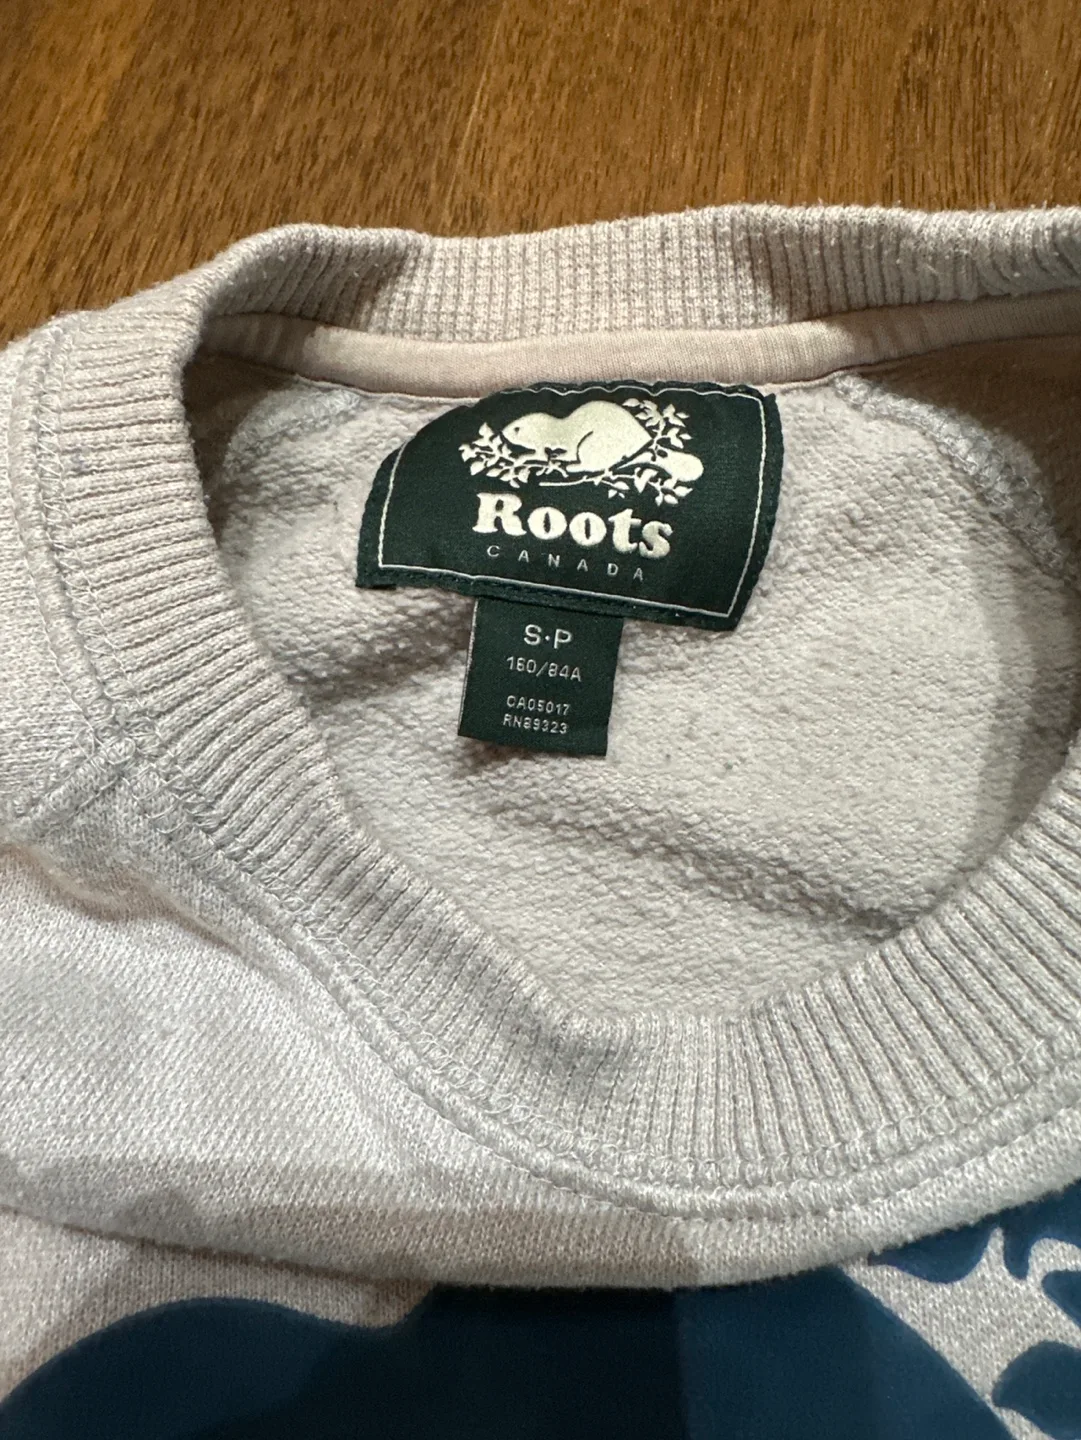 Roots
CANADA
S·P
160/84A
CA05017
RN89323